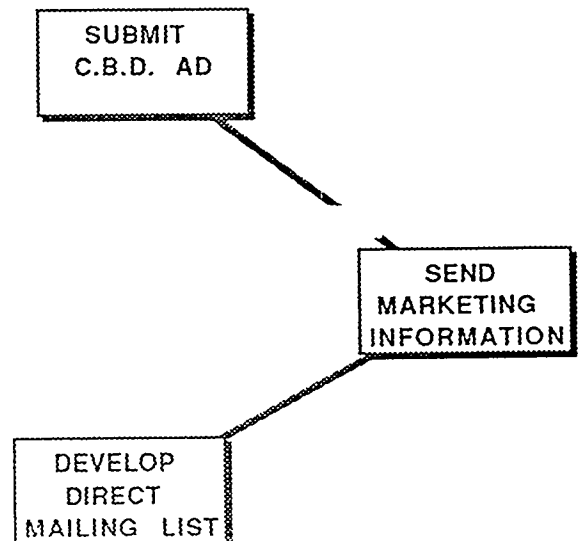 SUBMIT
C.B.D. AD
SEND
MARKETING
INFORMATION
DEVELOP
DIRECT
MAILING LIST